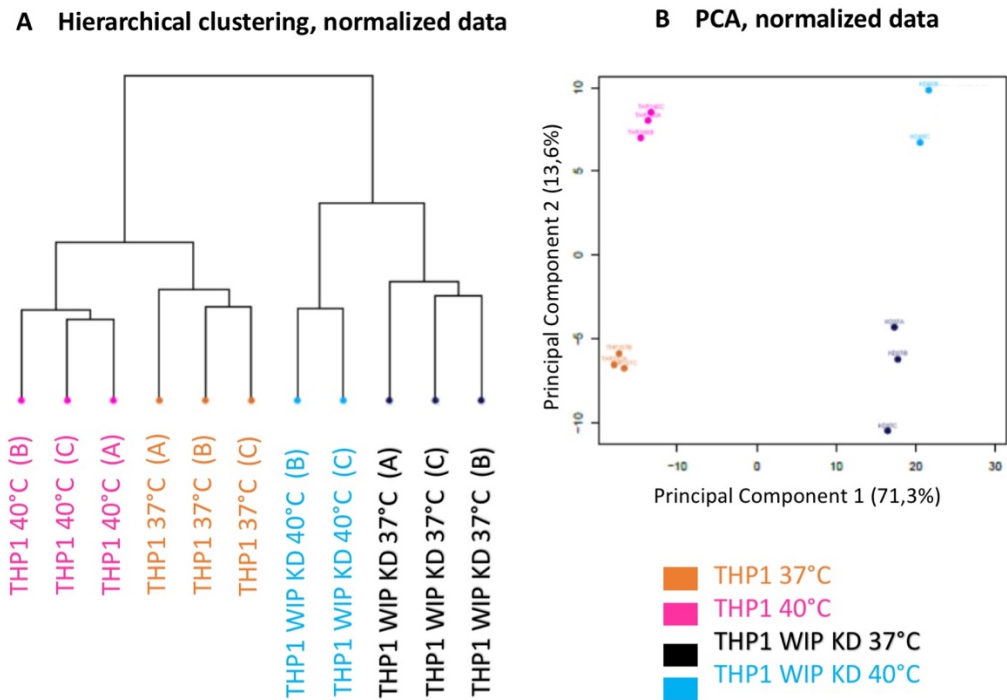 A Hierarchical clustering, normalized data
THP1 40°C (B)
THP1 40°C (C)
THP1 40°C (A)
THP1 37°C (A)
THP1 37°C (B)
THP1 37°C (C)
THP1 WIP KD 40°C (B)
THP1 WIP KD 40°C (C)
THP1 WIP KD 37°C (A)
THP1 WIP KD 37°C (C)
THP1 WIP KD 37°C (B)
B PCA, normalized data
Principal Component 2 (13,6%)
10
5
0
-5
-10
-10 0 10 20 30
Principal Component 1 (71,3%)
THP1 37°C
THP1 40°C
THP1 WIP KD 37°C
THP1 WIP KD 40°C